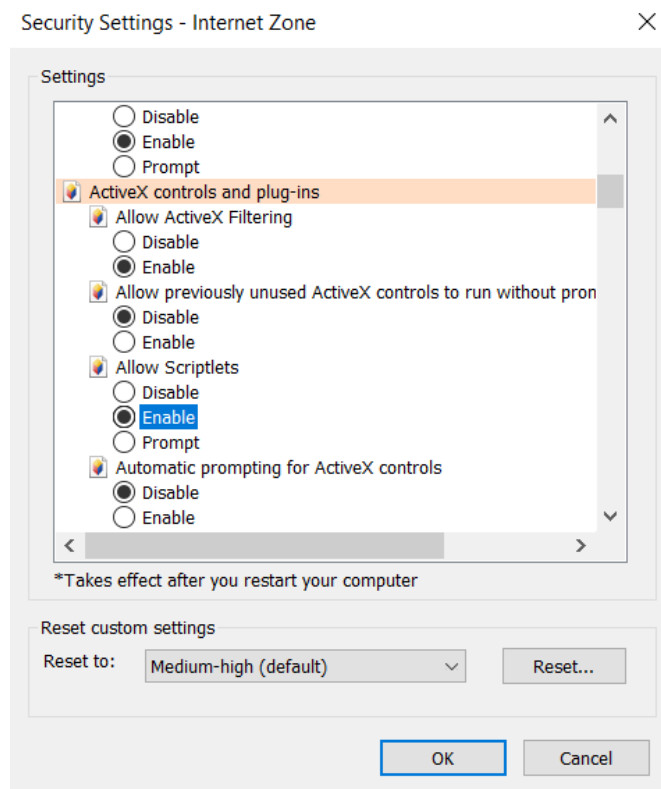 Security Settings - Internet Zone
Settings
Disable
Enable
Prompt
ActiveX controls and plug-ins
Allow ActiveX Filtering
Disable
Enable
Allow previously unused ActiveX controls to run without pron
Disable
Enable
Allow Scriptlets
Disable
Enable
Prompt
Automatic prompting for ActiveX controls
Disable
Enable
*Takes effect after you restart your computer
Reset custom settings
Reset to: Medium-high (default) Reset...
OK Cancel